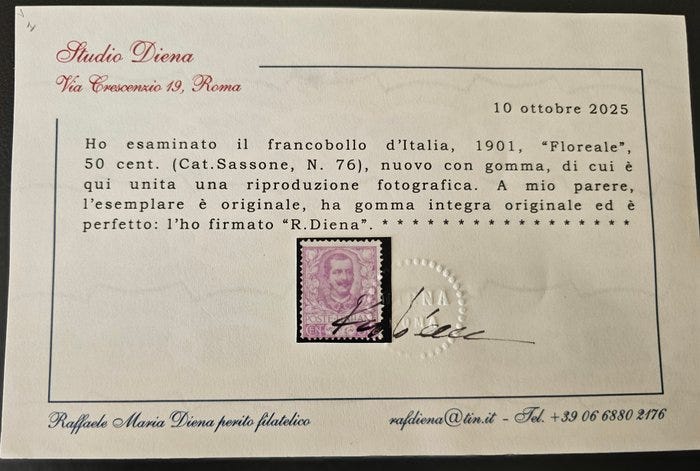 Studio Diena
Via Crescenzio 19, Roma
10 ottobre 2025
Ho esaminato il francobollo d'Italia, 1901, "Floreale",
50 cent. (Cat.Sassone, N. 76), nuovo con gomma, di cui è
qui unita una riproduzione fotografica. A mio parere,
l'esemplare è originale, ha gomma integra originale ed è
perfetto: l'ho firmato "R.Diena". * * * * * * * * * * * * * * * * *
DIENA
POSTE
CEN
Raffaele Maria Diena perito filatelico
rafdiena@tin.it - Tel. +39 06 6880 2176